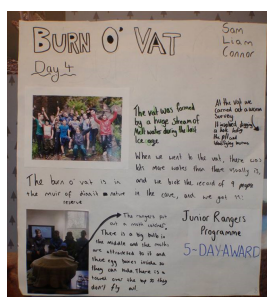 BURN O' VAT
Sam
Liam
Connor
Day 4
The vat was formed
by a huge stream of
Melt water during the last
Ice-age
At the vat we
carried out a
survey
When we went to the vat, there was
lots more water than there usually is,
and we broke the record of 9 people
in the cave, and we got 11!
The burn o' vat is in
the muir of dinnet nature
reserve
The rangers put
out a moth
There is a big bulb in
the middle and the moths
are attracted to it and
there egg boxes inside so
they can hide. There is a
towel over the top so they
don't fly out.
Junior Rangers
Programme
5-DAY AWARD